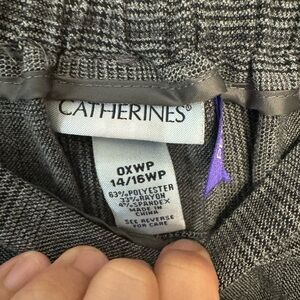 CATHERINES®
0XWP
14/16WP
63% POLYESTER
33% RAYON
4% SPANDEX
MADE IN
CHINA
SEE REVERSE
FOR CARE